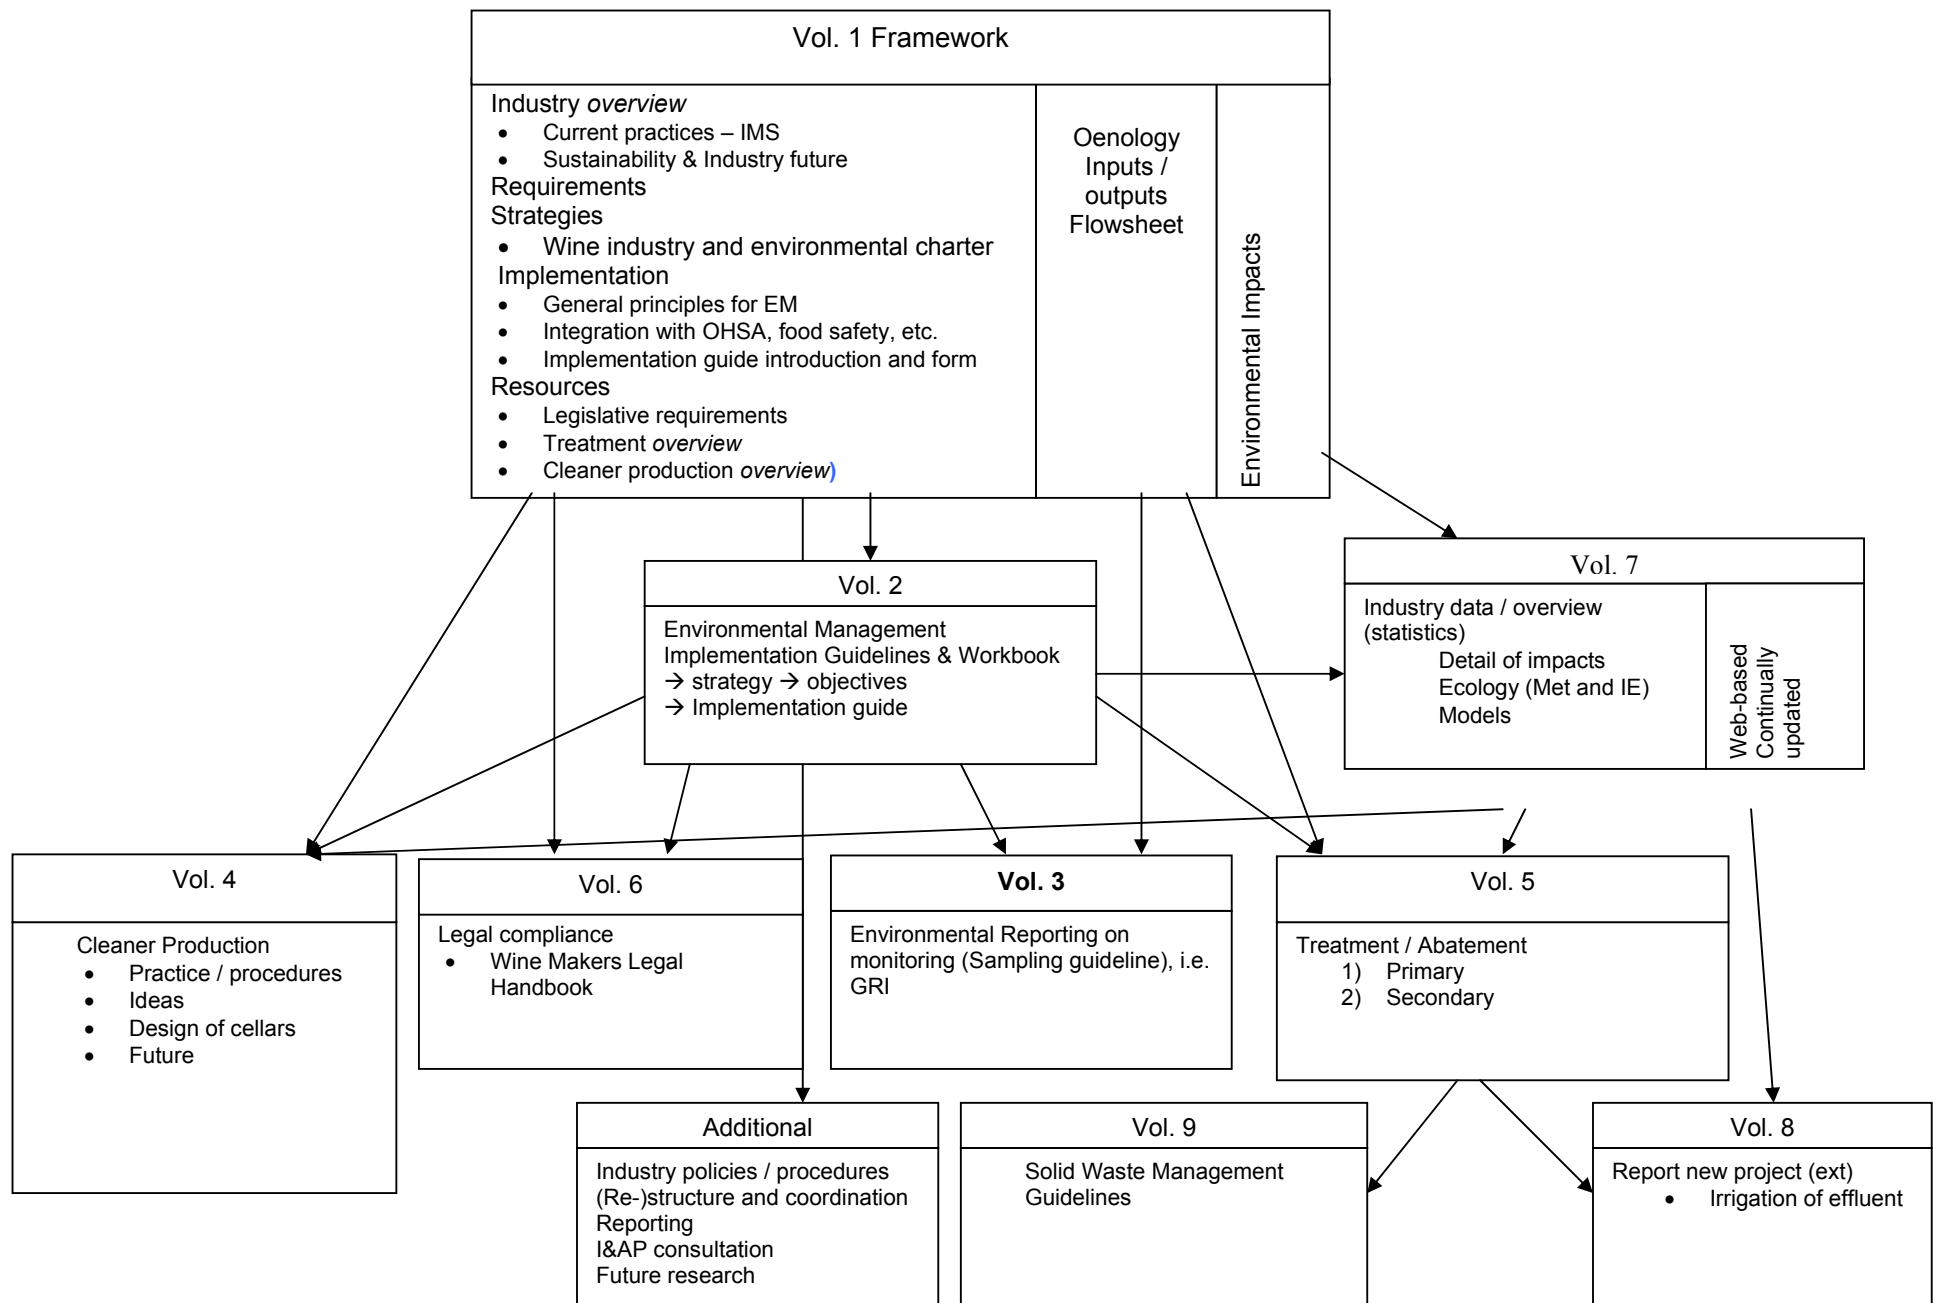 Vol. 1 Framework
Industry overview
• Current practices – IMS
• Sustainability & Industry future
Requirements
Strategies
• Wine industry and environmental charter
Implementation
• General principles for EM
• Integration with OHSA, food safety, etc.
• Implementation guide introduction and form
Resources
• Legislative requirements
• Treatment overview
• Cleaner production overview)
Oenology
Inputs /
outputs
Flowsheet
Environmental Impacts
Vol. 2
Environmental Management
Implementation Guidelines & Workbook
→ strategy → objectives
→ Implementation guide
Vol. 7
Industry data / overview
(statistics)
Detail of impacts
Ecology (Met and IE)
Models
Web-based
Continually
updated
Vol. 4
Cleaner Production
• Practice / procedures
• Ideas
• Design of cellars
• Future
Vol. 6
Legal compliance
• Wine Makers Legal
Handbook
Vol. 3
Environmental Reporting on
monitoring (Sampling guideline), i.e.
GRI
Vol. 5
Treatment / Abatement
1) Primary
2) Secondary
Additional
Industry policies / procedures
(Re-)structure and coordination
Reporting
I&AP consultation
Future research
Vol. 9
Solid Waste Management
Guidelines
Vol. 8
Report new project (ext)
• Irrigation of effluent